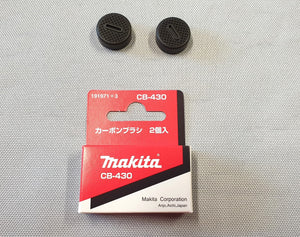 191971-3 CB-430
カーボンブラシ 2個入
makita
CB-430
Makita Corporation
Anjo, Aichi, Japan